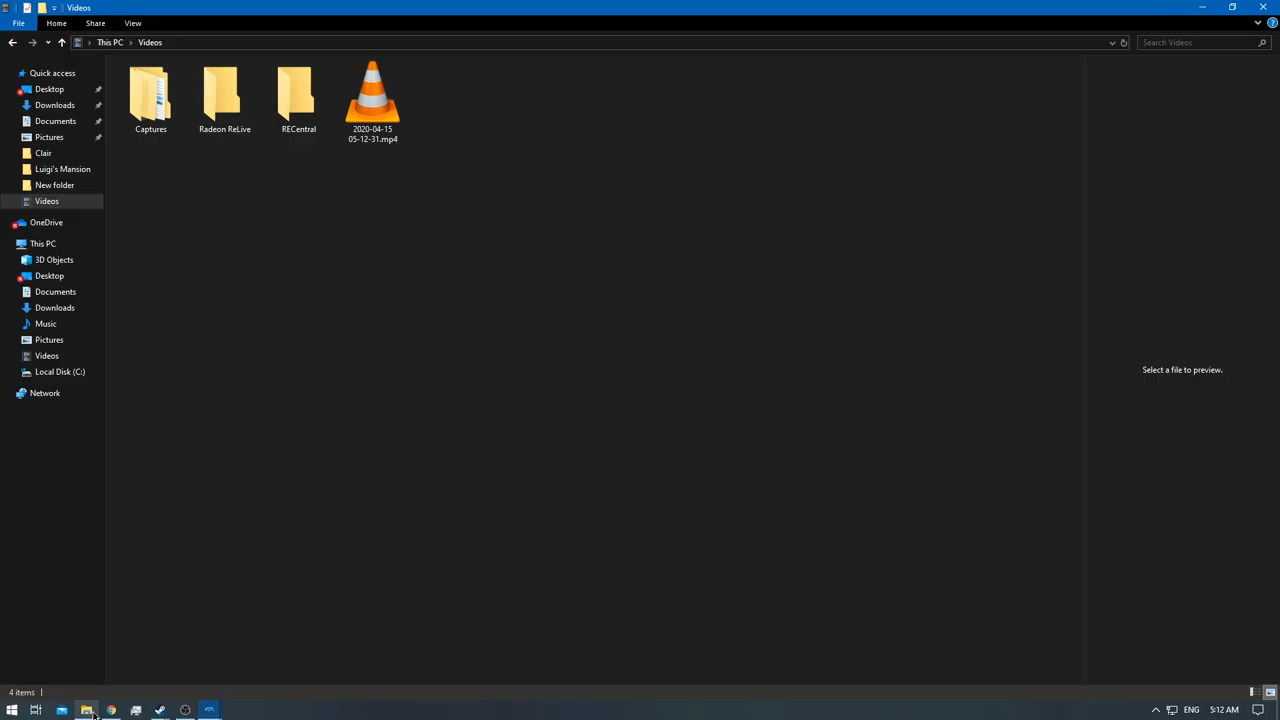 Videos
File Home Share View
This PC Videos
Search Videos
Quick access
Desktop
Downloads
Documents
Pictures
Clair
Luigi's Mansion
New folder
Videos
OneDrive
This PC
3D Objects
Desktop
Documents
Downloads
Music
Pictures
Videos
Local Disk (C:)
Network
Captures
Radeon ReLive
RECentral
2020-04-15
05-12-31.mp4
Select a file to preview.
4 items
ENG 5:12 AM